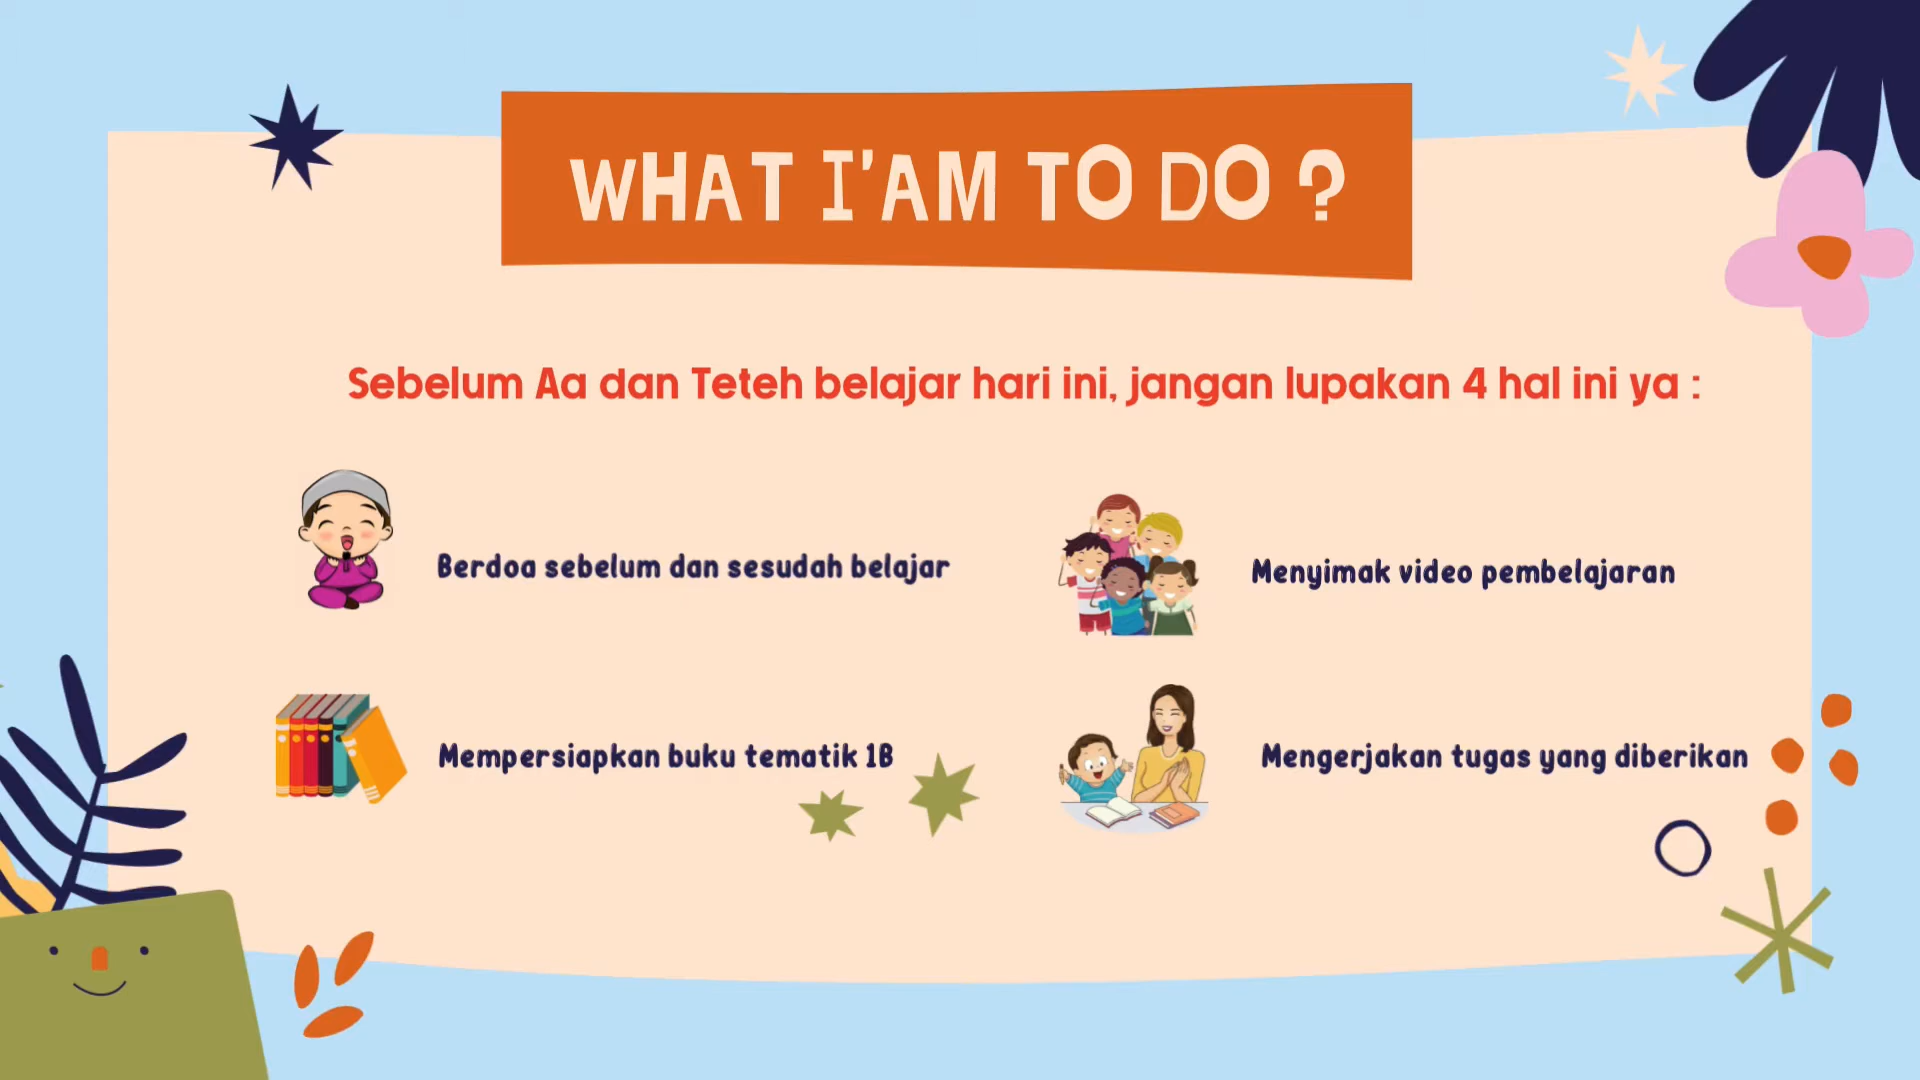 WHAT I'AM TO DO ?
Sebelum Aa dan Teteh belajar hari ini, jangan lupakan 4 hal ini ya :
Berdoa sebelum dan sesudah belajar
Menyimak video pembelajaran
Mempersiapkan buku tematik 1B
Mengerjakan tugas yang diberikan